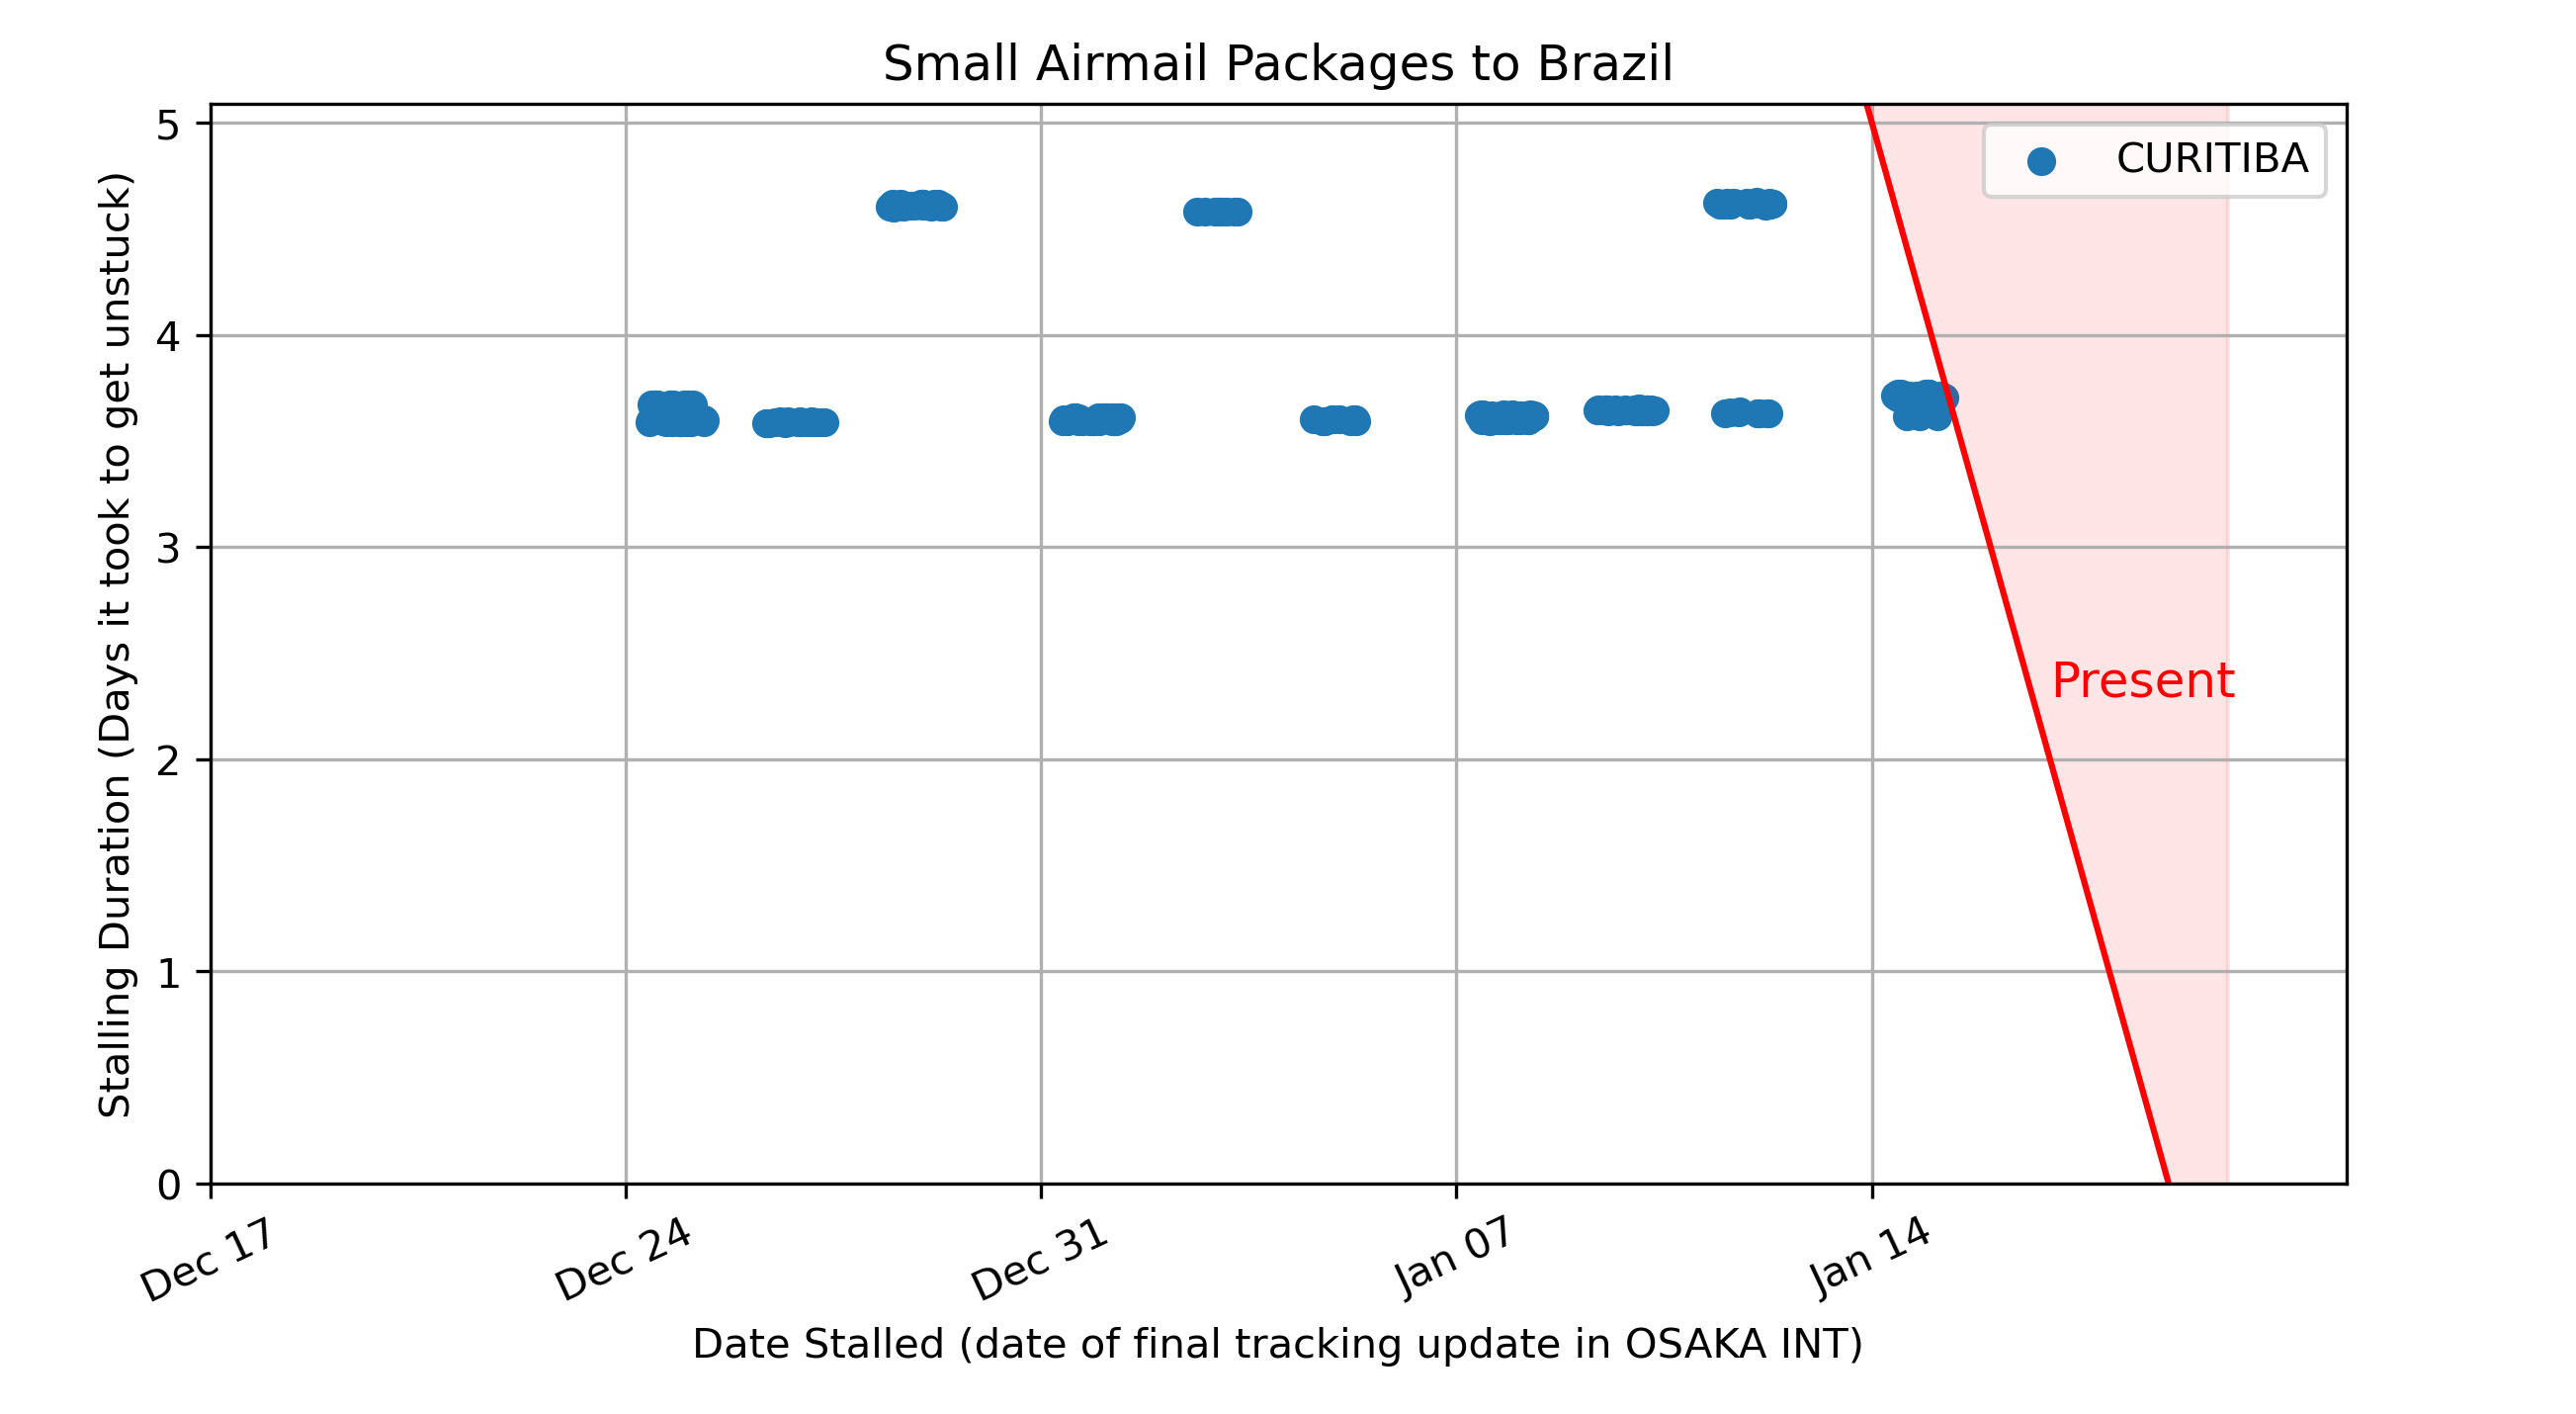 Small Airmail Packages to Brazil
Stalling Duration (Days it took to get unstuck)
5
4
3
2
1
0
CURITIBA
Present
Dec 17
Dec 24
Dec 31
Jan 07
Jan 14
Date Stalled (date of final tracking update in OSAKA INT)